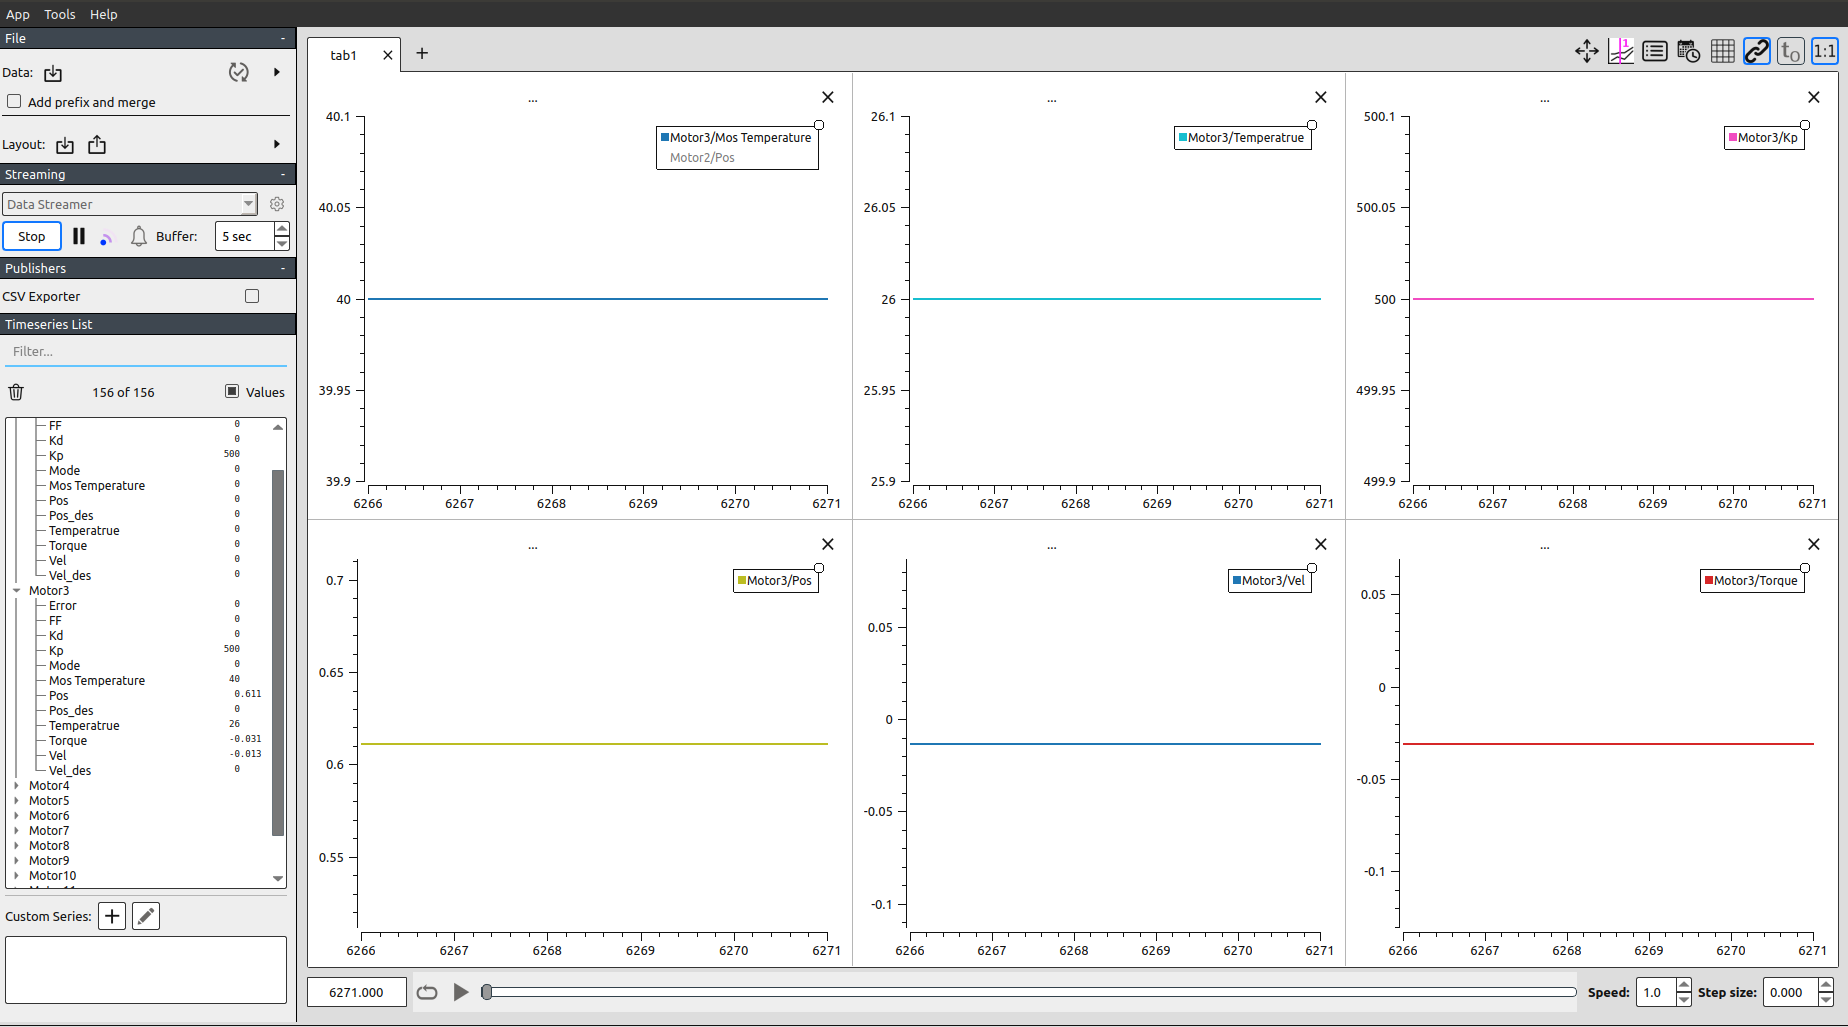 App Tools Help
File -
Data:
Add prefix and merge
Layout:
Streaming -
Data Streamer
Stop Buffer: 5 sec
Publishers -
CSV Exporter
Timeseries List
Filter...
156 of 156 Values
FF 0
Kd 0
Kp 500
Mode 0
Mos Temperature 0
Pos 0
Pos_des 0
Temperatrue 0
Torque 0
Vel 0
Vel_des 0
Motor3
Error 0
FF 0
Kd 0
Kp 500
Mode 0
Mos Temperature 40
Pos 0.611
Pos_des 0
Temperatrue 26
Torque -0.031
Vel -0.013
Vel_des 0
Motor4
Motor5
Motor6
Motor7
Motor8
Motor9
Motor10
Custom Series:
tab1
1
t0
1:1
...
Motor3/Mos Temperature
Motor2/Pos
40.1
40.05
40
39.95
39.9
6266 6267 6268 6269 6270 6271
...
Motor3/Temperatrue
26.1
26.05
26
25.95
25.9
6266 6267 6268 6269 6270 6271
...
Motor3/Kp
500.1
500.05
500
499.95
499.9
6266 6267 6268 6269 6270 6271
...
Motor3/Pos
0.7
0.65
0.6
0.55
6266 6267 6268 6269 6270 6271
...
Motor3/Vel
0.05
0
-0.05
-0.1
6266 6267 6268 6269 6270 6271
...
Motor3/Torque
0.05
0
-0.05
-0.1
6266 6267 6268 6269 6270 6271
6271.000
Speed: 1.0 Step size: 0.000